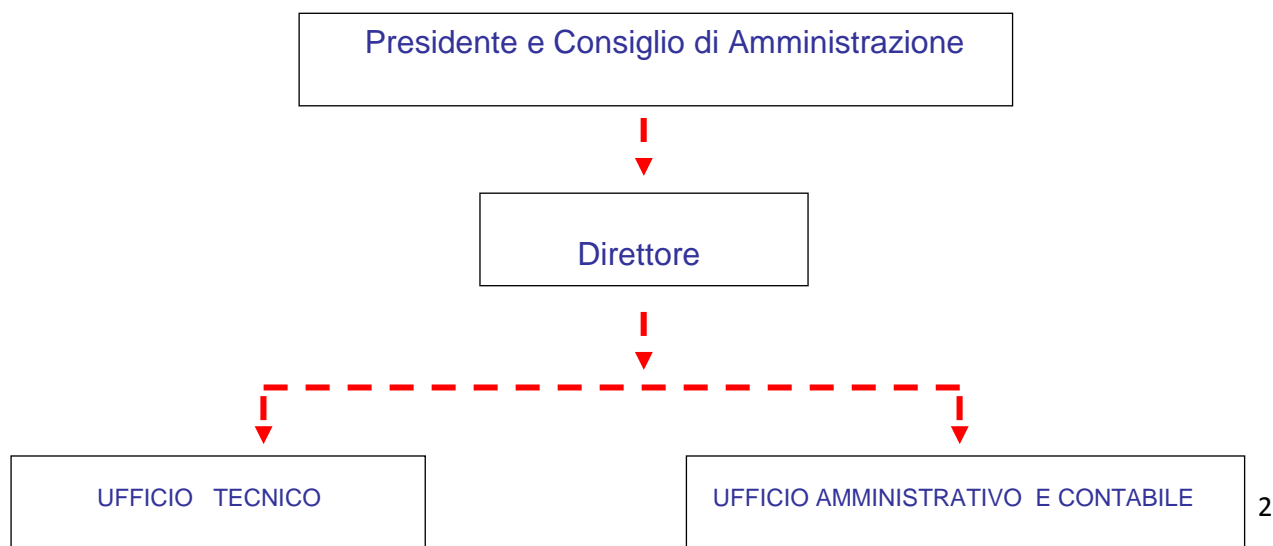 Presidente e Consiglio di Amministrazione
Direttore
UFFICIO TECNICO
UFFICIO AMMINISTRATIVO E CONTABILE
2